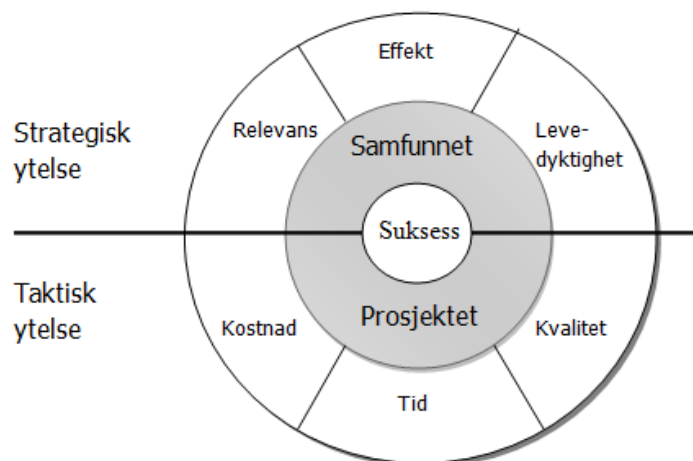 Effekt
Strategisk
ytelse
Relevans
Samfunnet
Leve-
dyktighet
Suksess
Taktisk
ytelse
Kostnad
Prosjektet
Kvalitet
Tid